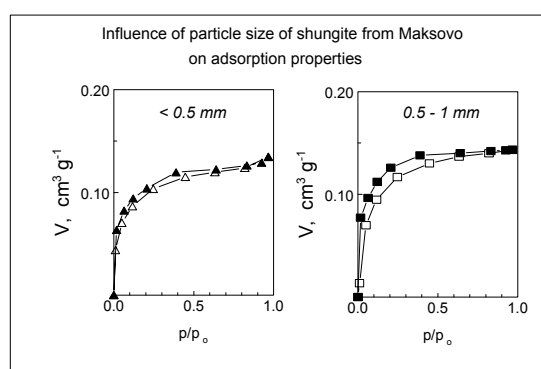 Influence of particle size of shungite from Maksovo
on adsorption properties
< 0.5 mm
0.20
0.10
V, cm³ g⁻¹
0.0
0.5
1.0
p/pₒ
0.5 - 1 mm
0.20
0.10
V, cm³ g⁻¹
0.00
0.0
0.5
1.0
p/pₒ